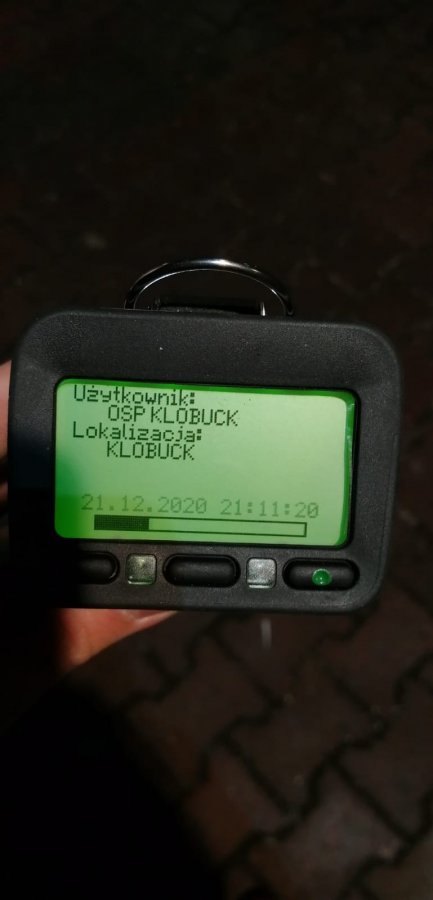 Użytkownik:
OSP KLOBUCK
Lokalizacja:
KLOBUCK
21.12.2020 21:11:20